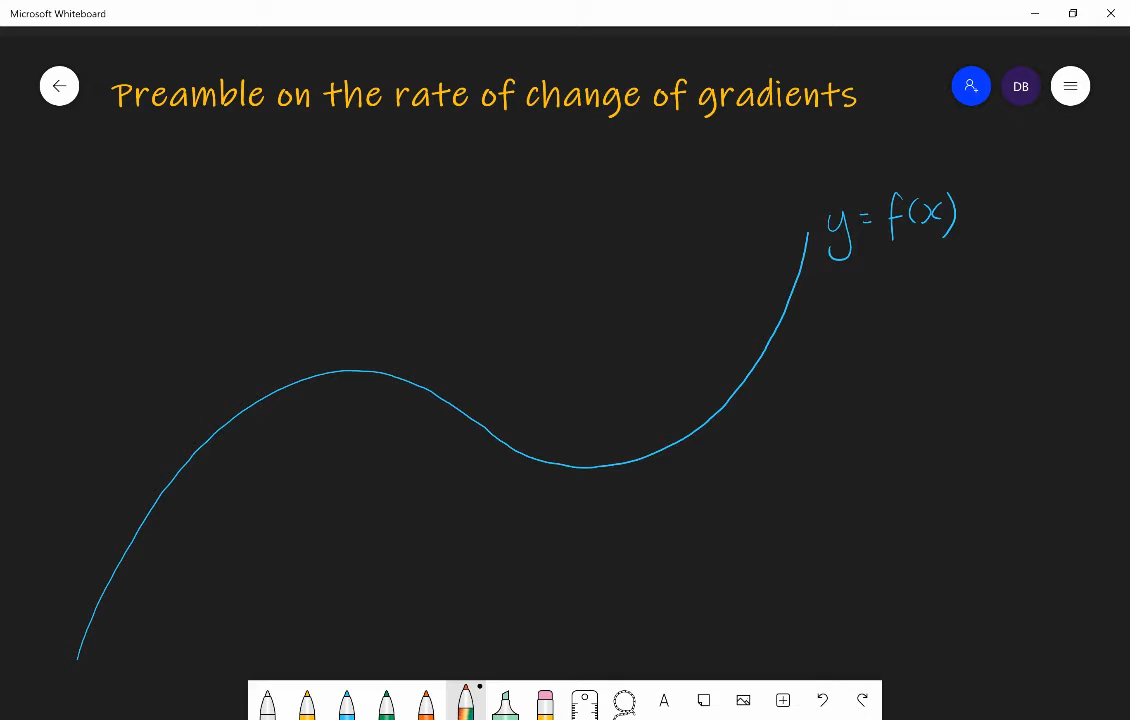 Microsoft Whiteboard
Preamble on the rate of change of gradients
DB
y = f(x)
A